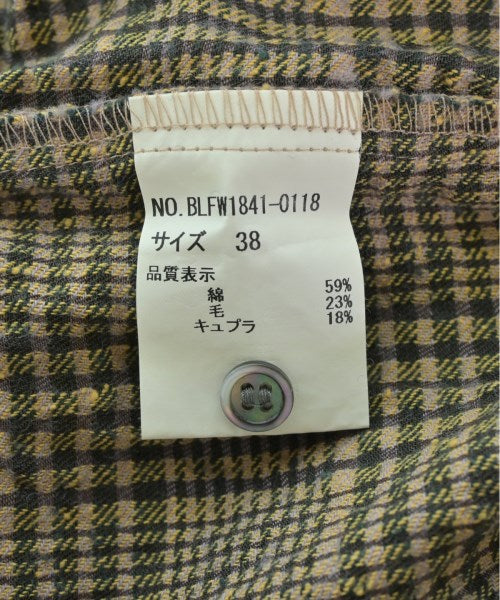 NO.BLFW1841-0118
サイズ 38
品質表示
綿 59%
毛 23%
キュプラ 18%